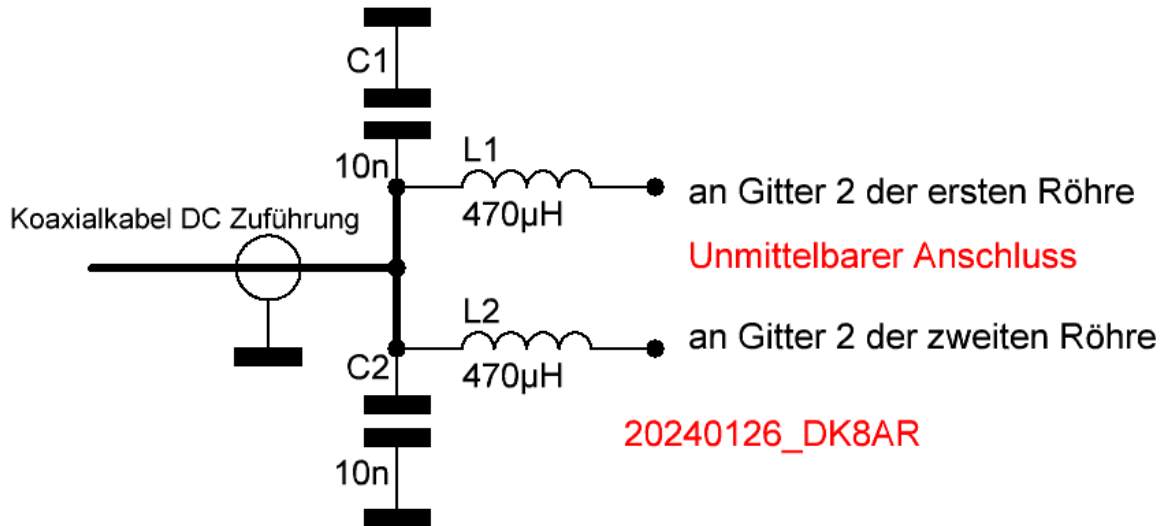 C1
10n
L1
470µH
an Gitter 2 der ersten Röhre
Koaxialkabel DC Zuführung
Unmittelbarer Anschluss
L2
470µH
an Gitter 2 der zweiten Röhre
C2
10n
20240126_DK8AR